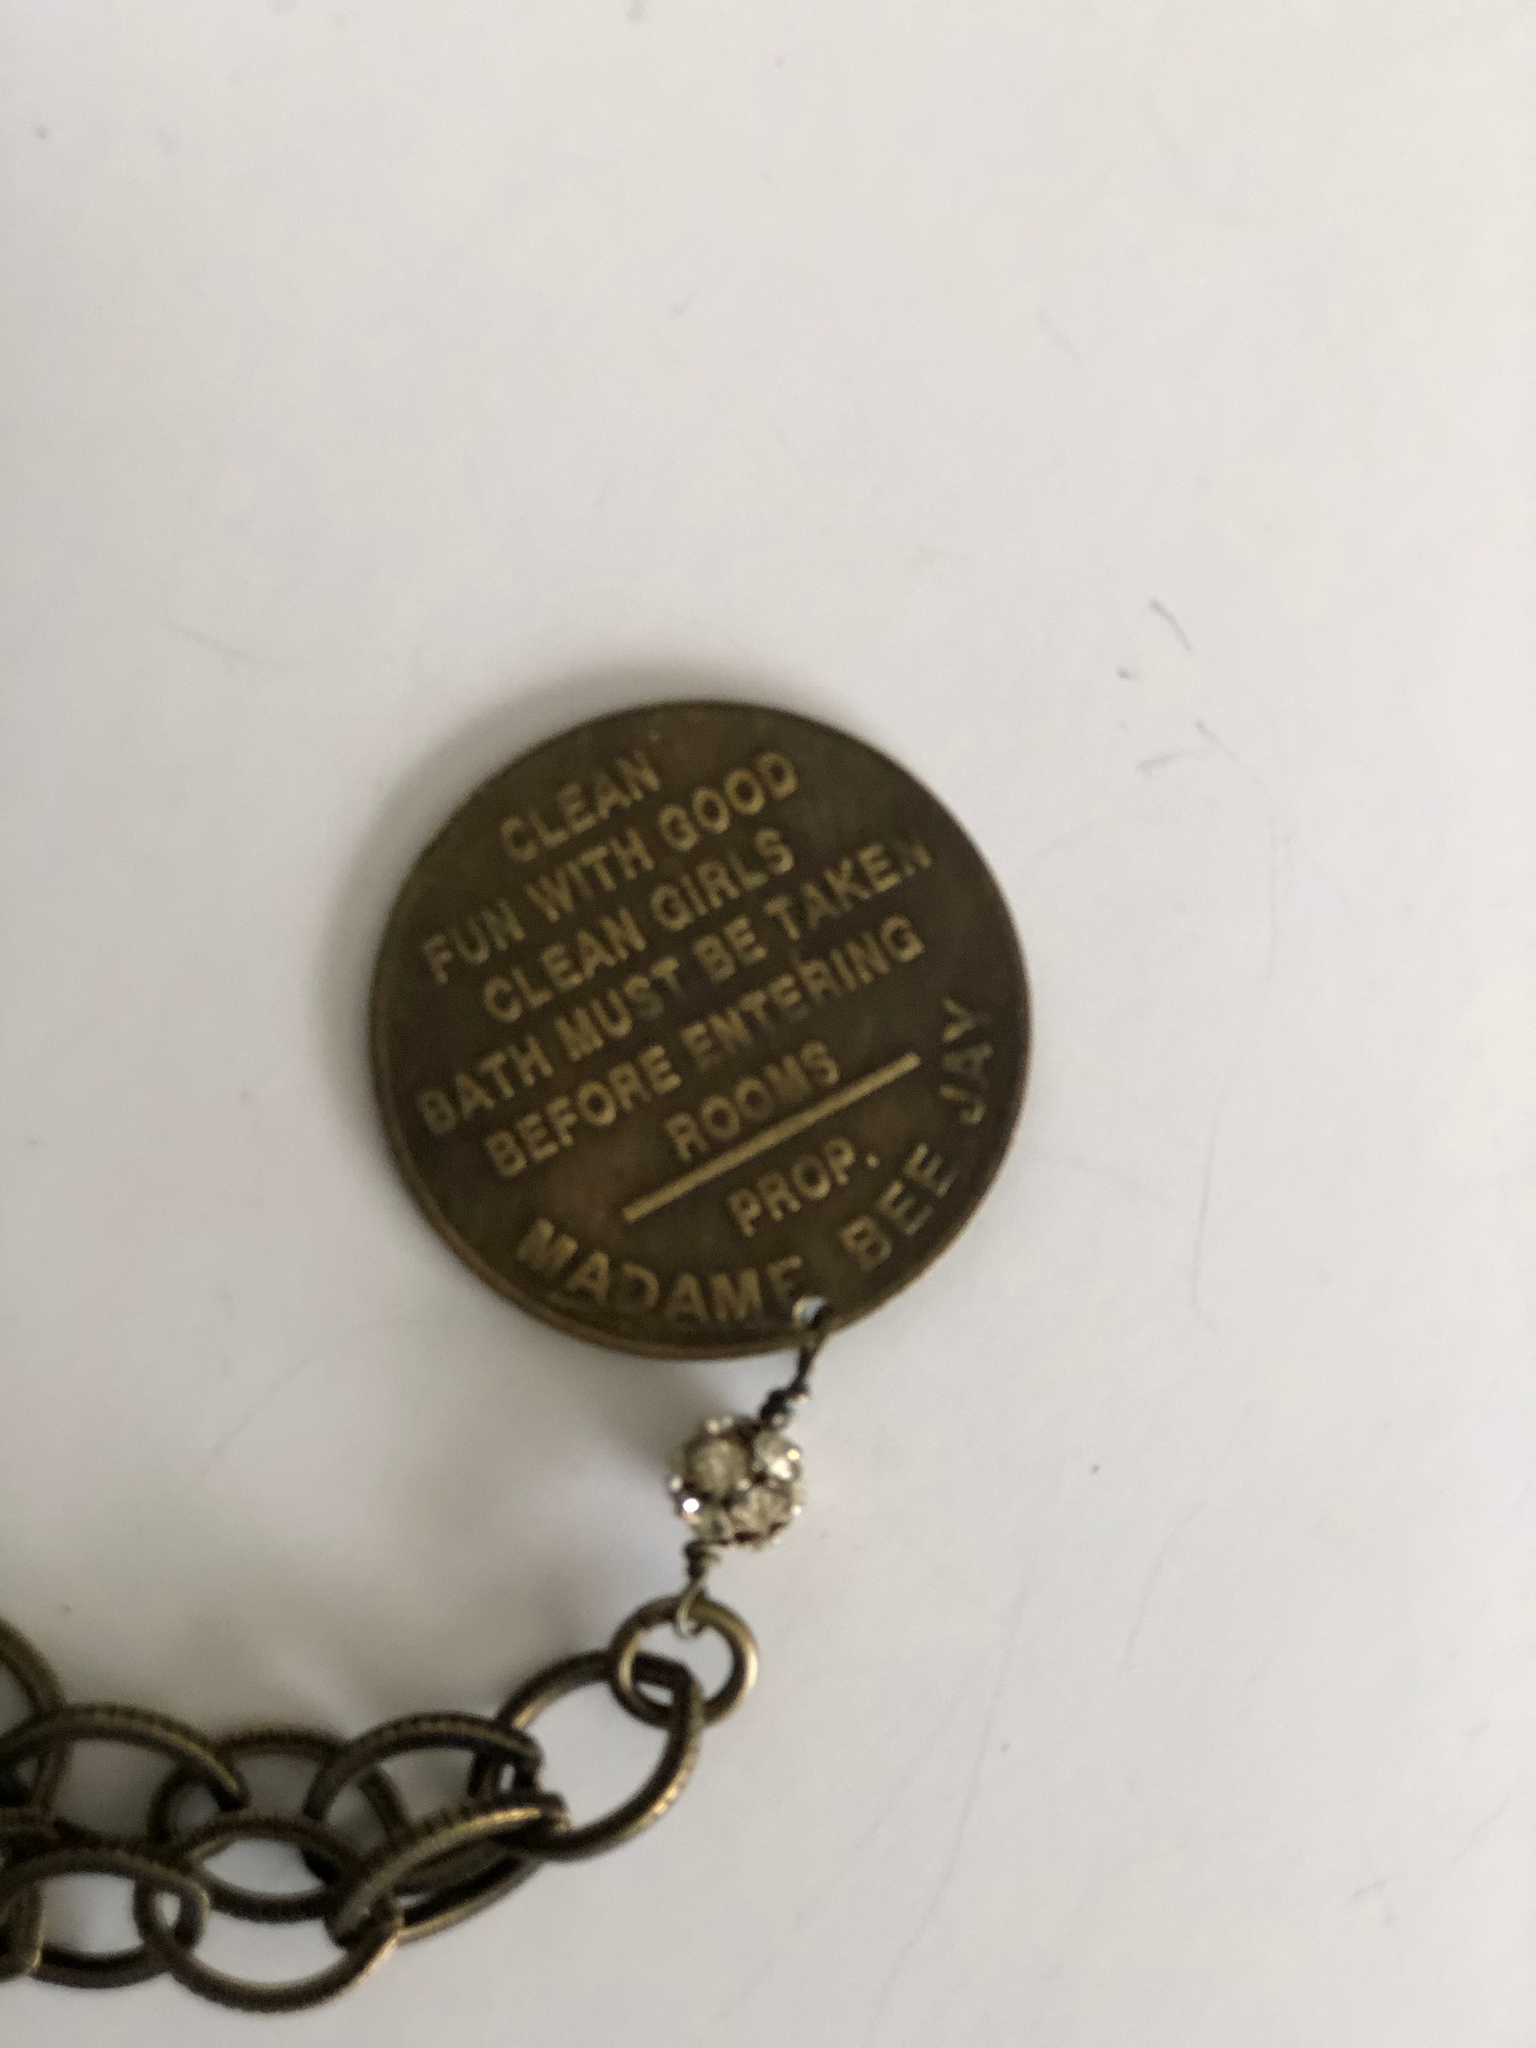 CLEAN
FUN WITH GOOD
CLEAN GIRLS
BATH MUST BE TAKEN
BEFORE ENTERING
ROOMS
PROP.
MADAME BEE JAY